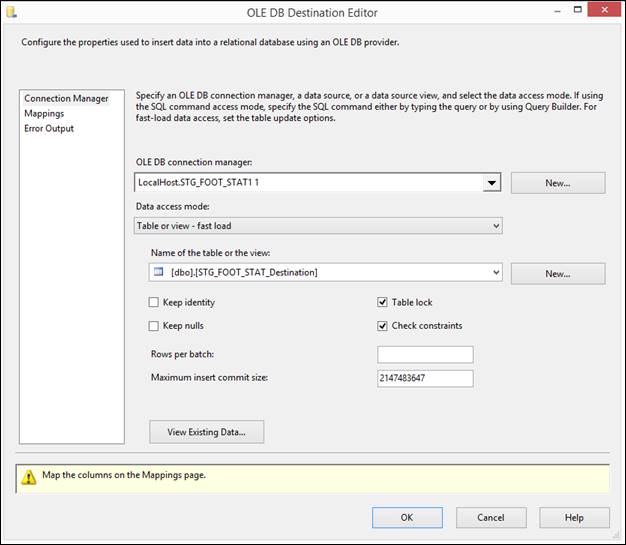 OLE DB Destination Editor
Configure the properties used to insert data into a relational database using an OLE DB provider.
Connection Manager
Mappings
Error Output
Specify an OLE DB connection manager, a data source, or a data source view, and select the data access mode. If using
the SQL command access mode, specify the SQL command either by typing the query or by using Query Builder. For
fast-load data access, set the table update options.
OLE DB connection manager:
LocalHost.STG_FOOT_STAT1 1
New...
Data access mode:
Table or view - fast load
Name of the table or the view:
[dbo].[STG_FOOT_STAT_Destination]
New...
Keep identity
Table lock
Keep nulls
Check constraints
Rows per batch:
Maximum insert commit size:
2147483647
View Existing Data...
Map the columns on the Mappings page.
OK
Cancel
Help